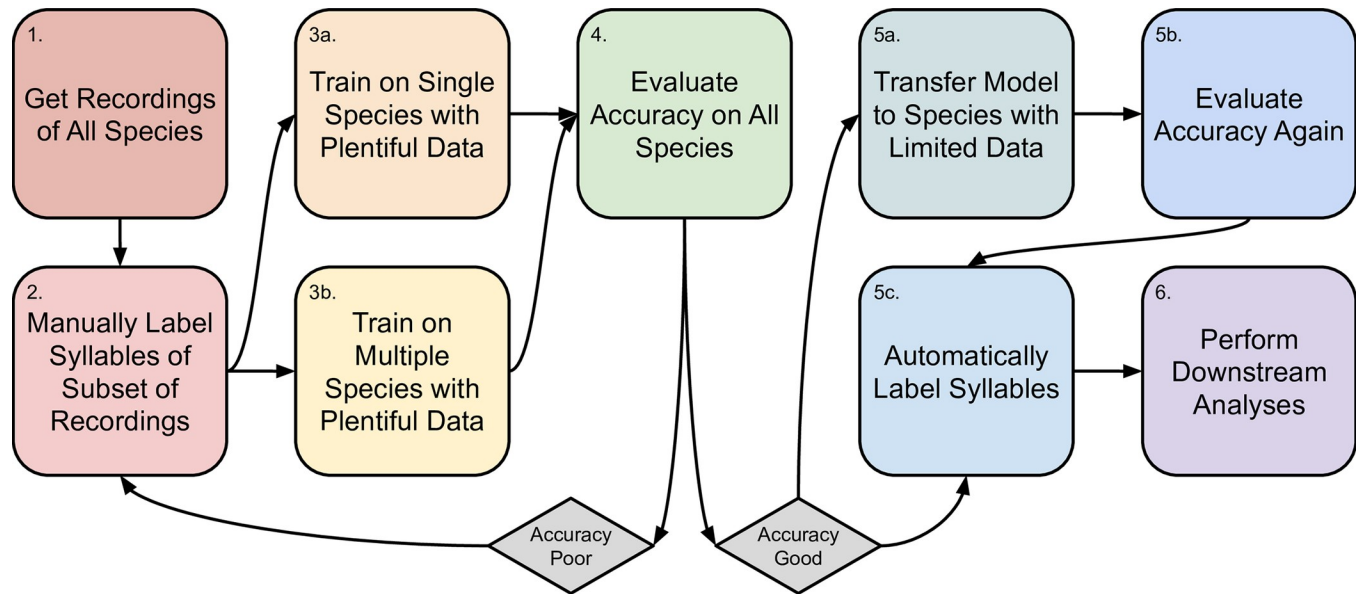 1.
Get Recordings
of All Species
2.
Manually Label
Syllables of
Subset of
Recordings
3a.
Train on Single
Species with
Plentiful Data
3b.
Train on
Multiple
Species with
Plentiful Data
4.
Evaluate
Accuracy on All
Species
Accuracy
Poor
Accuracy
Good
5a.
Transfer Model
to Species with
Limited Data
5b.
Evaluate
Accuracy Again
5c.
Automatically
Label Syllables
6.
Perform
Downstream
Analyses